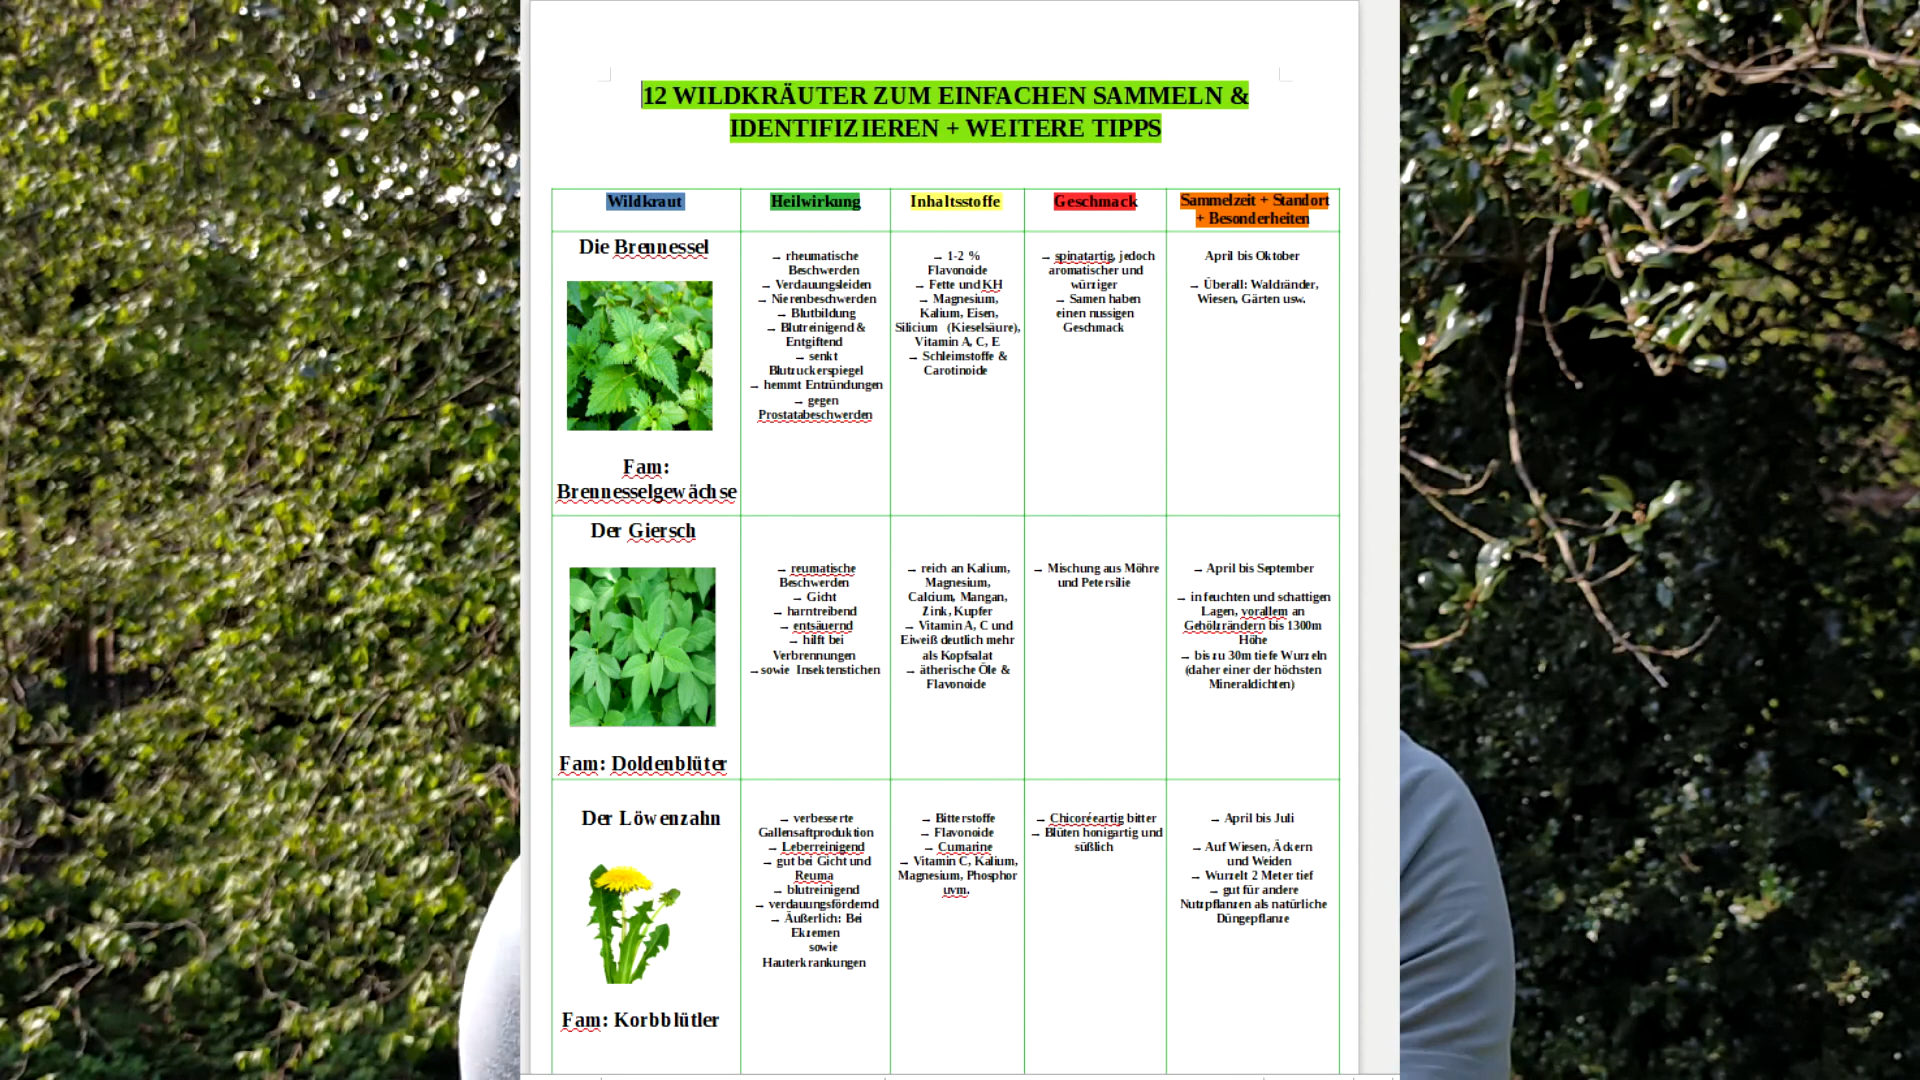 12 WILDKRÄUTER ZUM EINFACHEN SAMMELN &
IDENTIFIZIEREN + WEITERE TIPPS
Wildkraut
Heilwirkung
Inhaltsstoffe
Geschmack
Sammelzeit + Standort
+ Besonderheiten
Die Brennessel
Fam:
Brennesselgewächse
→ rheumatische
Beschwerden
→ Verdauungsleiden
→ Nierenbeschwerden
→ Blutbildung
→ Blutreinigend &
Entgiftend
→ senkt
Blutzuckerspiegel
→ hemmt Entzündungen
→ gegen
Prostatabeschwerden
→ 1-2 %
Flavonoide
→ Fette und KH
→ Magnesium,
Kalium, Eisen,
Silicium (Kieselsäure),
Vitamin A, C, E
→ Schleimstoffe &
Carotinoide
→ spinatartig, jedoch
aromatischer und
würziger
→ Samen haben
einen nussigen
Geschmack
April bis Oktober
→ Überall: Waldränder,
Wiesen, Gärten usw.
Der Giersch
Fam: Doldenblüter
→ reumatische
Beschwerden
→ Gicht
→ harntreibend
→ entsäuernd
→ hilft bei
Verbrennungen
→ sowie Insektenstichen
→ reich an Kalium,
Magnesium,
Calcium, Mangan,
Zink, Kupfer
→ Vitamin A, C und
Eiweiß deutlich mehr
als Kopfsalat
→ ätherische Öle &
Flavonoide
→ Mischung aus Möhre
und Petersilie
→ April bis September
→ in feuchten und schattigen
Lagen, vorallem an
Gehölzrändern bis 1300m
Höhe
→ bis zu 30m tiefe Wurzeln
(daher einer der höchsten
Mineraldichten)
Der Löwenzahn
Fam: Korbblütler
→ verbesserte
Gallensaftproduktion
→ Leberreinigend
→ gut bei Gicht und
Reuma
→ blutreinigend
→ verdauungsfördernd
→ Äußerlich: Bei
Ekzemen
sowie
Hauterkrankungen
→ Bitterstoffe
→ Flavonoide
→ Cumarine
→ Vitamin C, Kalium,
Magnesium, Phosphor
uvm.
→ Chicoréeartig bitter
→ Blüten honigartig und
süßlich
→ April bis Juli
→ Auf Wiesen, Äckern
und Weiden
→ Wurzelt 2 Meter tief
→ gut für andere
Nutzpflanzen als natürliche
Düngepflanze